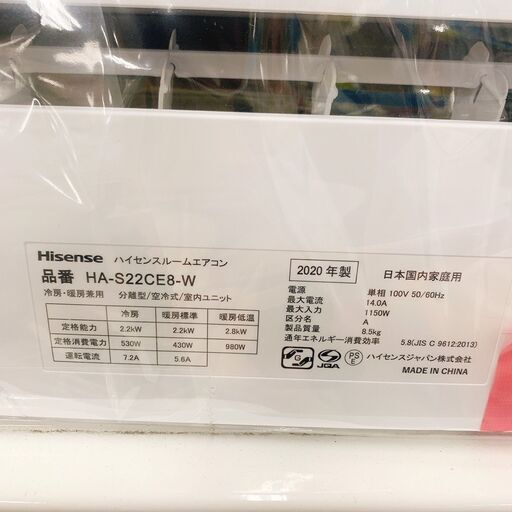 Hisense ハイセンスルームエアコン
品番 HA-S22CE8-W
冷房・暖房兼用 分離型/空冷式/室内ユニット
冷房 暖房標準 暖房低温
定格能力 2.2kW 2.2kW 2.8kW
定格消費電力 530W 430W 980W
運転電流 7.2A 5.6A
2020 年製 日本国内家庭用
電源 単相 100V 50/60Hz
最大電流 14.0A
最大入力 1150W
区分名 A
製品質量 8.5kg
通年エネルギー消費効率 5.8(JIS C 9612:2013)
G JQA PS E ハイセンスジャパン株式会社
MADE IN CHINA